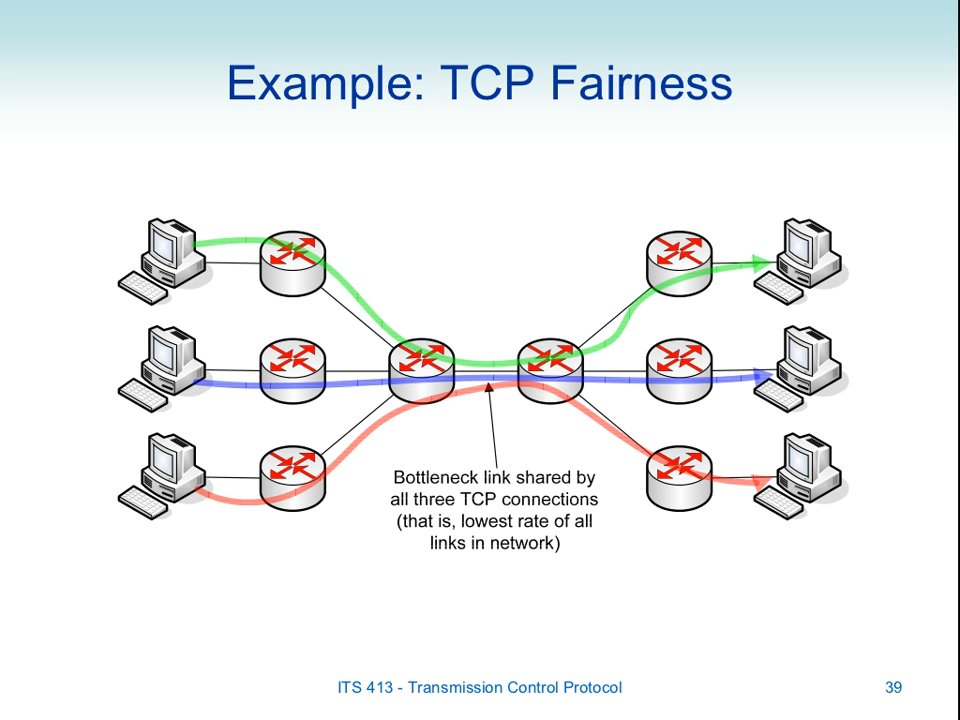 Example: TCP Fairness
Bottleneck link shared by
all three TCP connections
(that is, lowest rate of all
links in network)
ITS 413 - Transmission Control Protocol
39